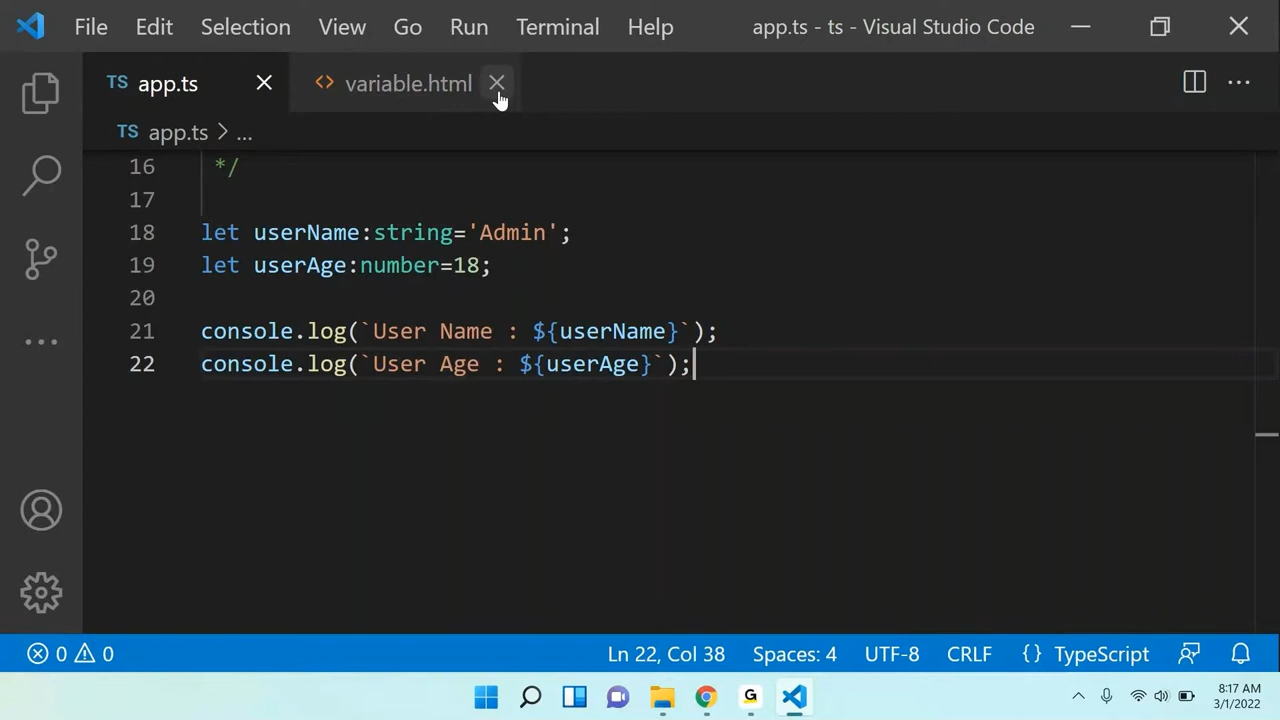 File Edit Selection View Go Run Terminal Help app.ts - ts - Visual Studio Code
TS app.ts variable.html
TS app.ts > ...
16 */
17
18 let userName:string='Admin';
19 let userAge:number=18;
20
21 console.log(`User Name : ${userName}`);
22 console.log(`User Age : ${userAge}`);
0 0 Ln 22, Col 38 Spaces: 4 UTF-8 CRLF {} TypeScript
G 8:17 AM
3/1/2022